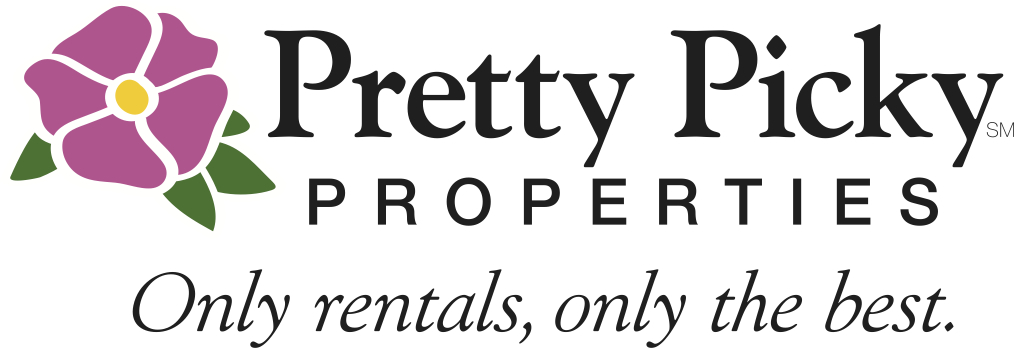 Pretty Picky SM
PROPERTIES
Only rentals, only the best.